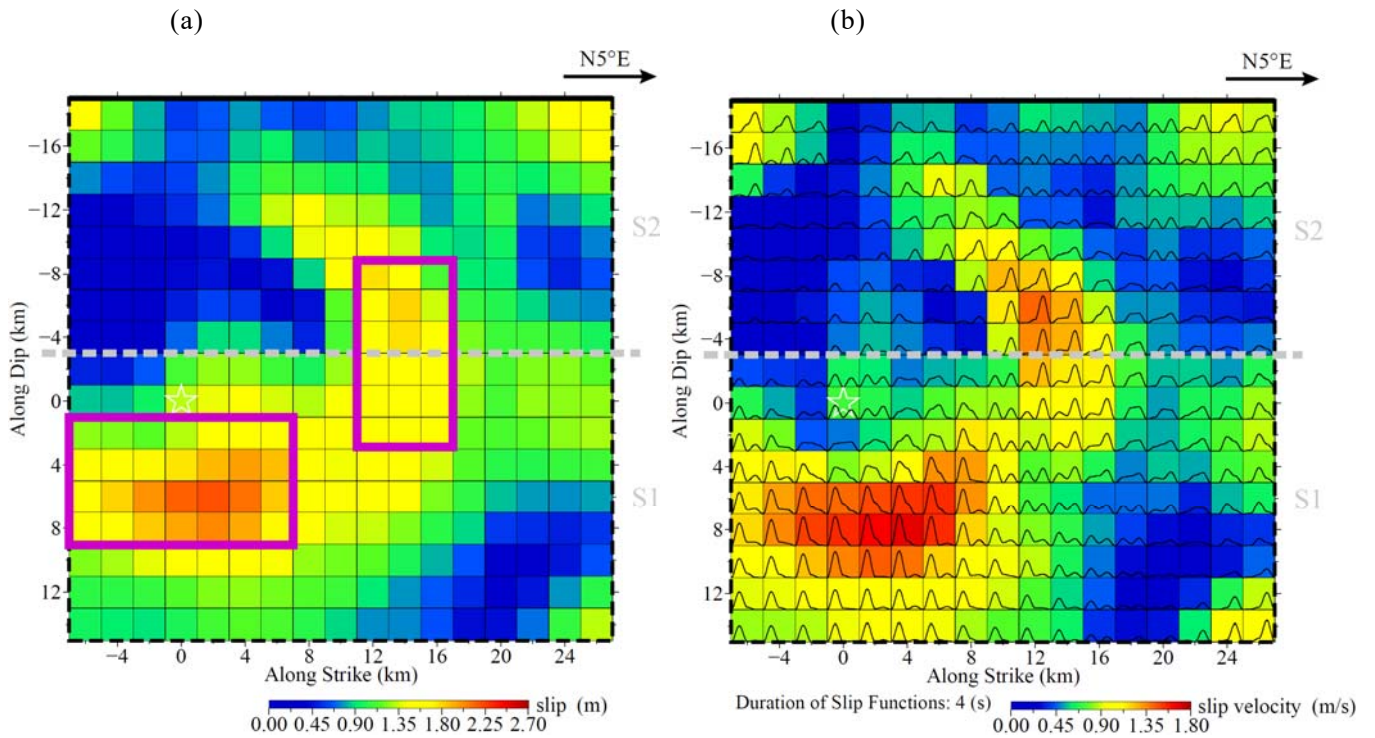 (a)
(b)
N5°E
N5°E
−16
−12
−8
−4
0
4
8
12
Along Dip (km)
S2
S1
−4 0 4 8 12 16 20 24
Along Strike (km)
slip (m)
0.00 0.45 0.90 1.35 1.80 2.25 2.70
−16
−12
−8
−4
0
4
8
12
Along Dip (km)
S2
S1
−4 0 4 8 12 16 20 24
Along Strike (km)
Duration of Slip Functions: 4 (s)
slip velocity (m/s)
0.00 0.45 0.90 1.35 1.80